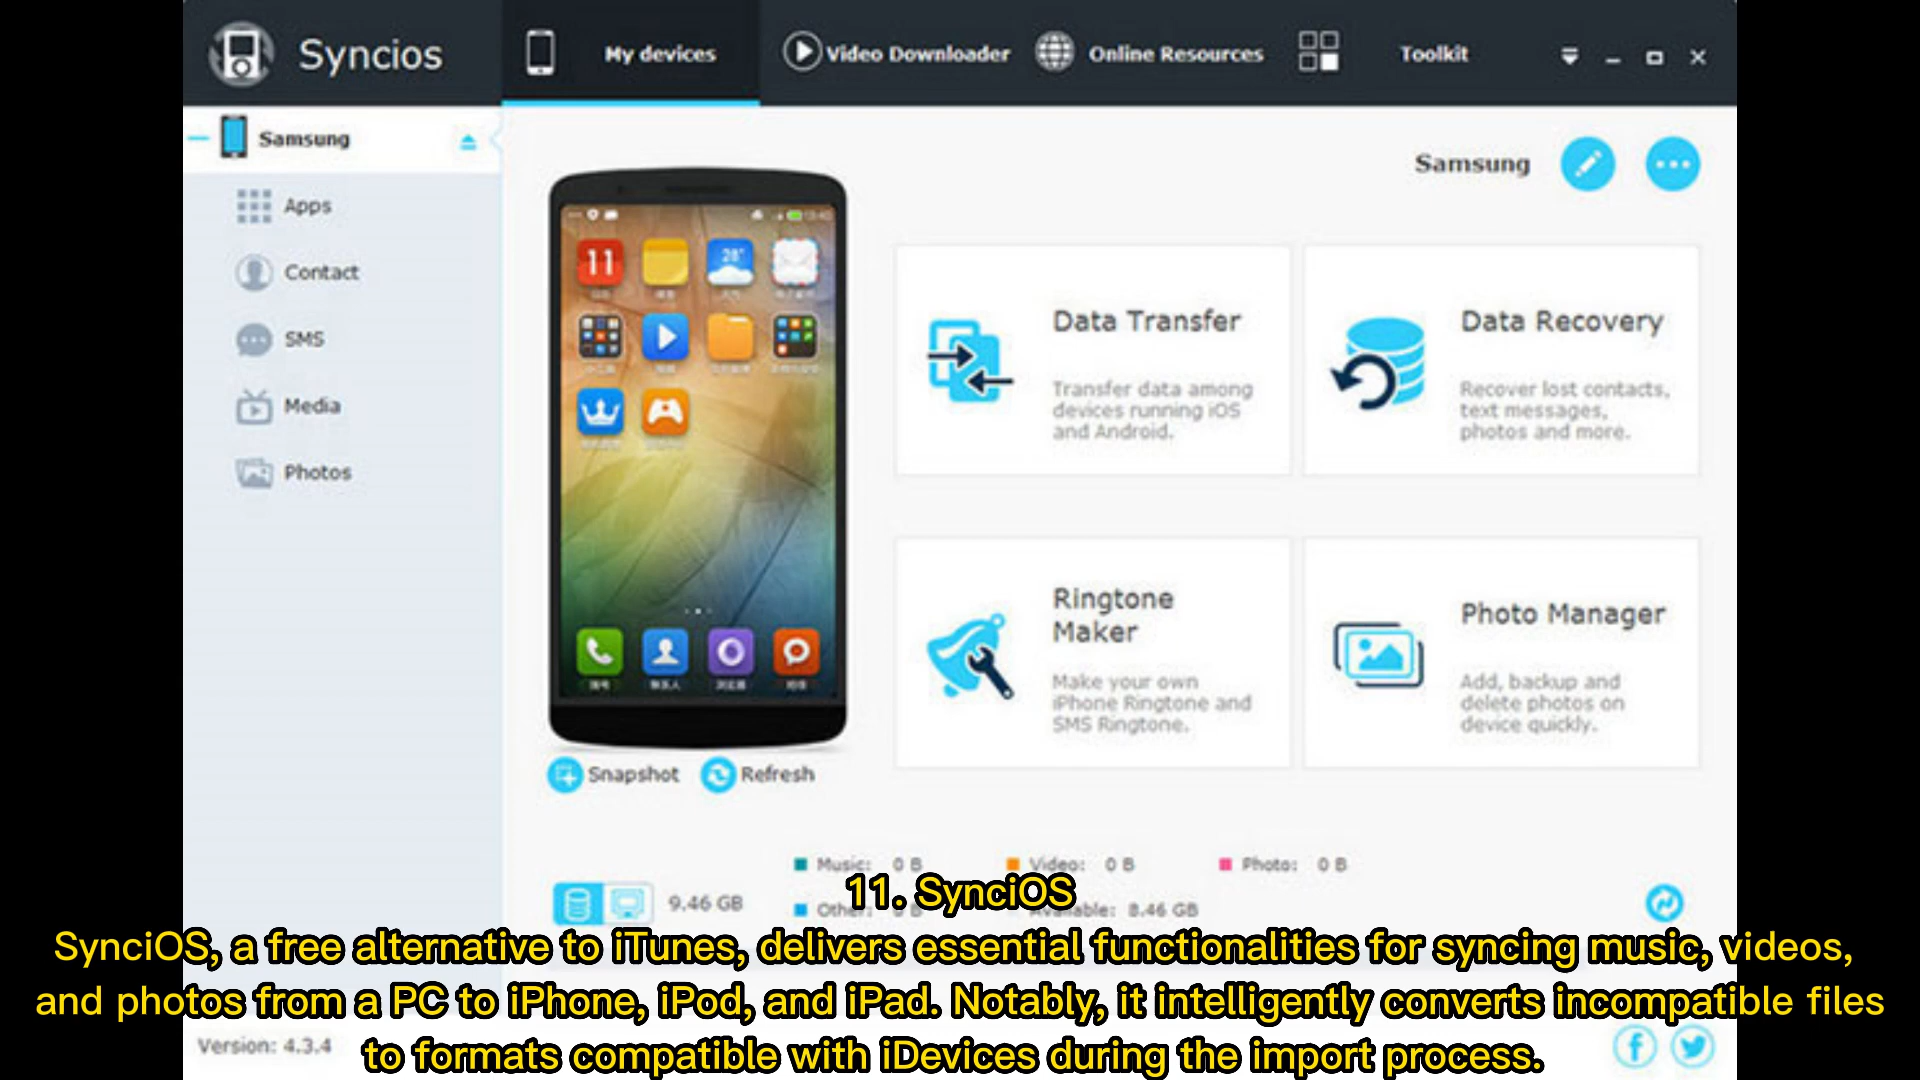 Syncios
My devices
Video Downloader
Online Resources
Toolkit
Samsung
Apps
Contact
SMS
Media
Photos
11
28°
Samsung
Data Transfer
Transfer data among
devices running iOS
and Android.
Data Recovery
Recover lost contacts,
text messages,
photos and more.
Ringtone
Maker
Make your own
iPhone Ringtone and
SMS Ringtone.
Photo Manager
Add, backup and
delete photos on
device quickly.
Snapshot
Refresh
Music: 0 B
Video: 0 B
Photo: 0 B
9.46 GB
Other: 0 B
Available: 8.46 GB
11. SynciOS
SynciOS, a free alternative to iTunes, delivers essential functionalities for syncing music, videos,
and photos from a PC to iPhone, iPod, and iPad. Notably, it intelligently converts incompatible files
to formats compatible with iDevices during the import process.
Version: 4.3.4